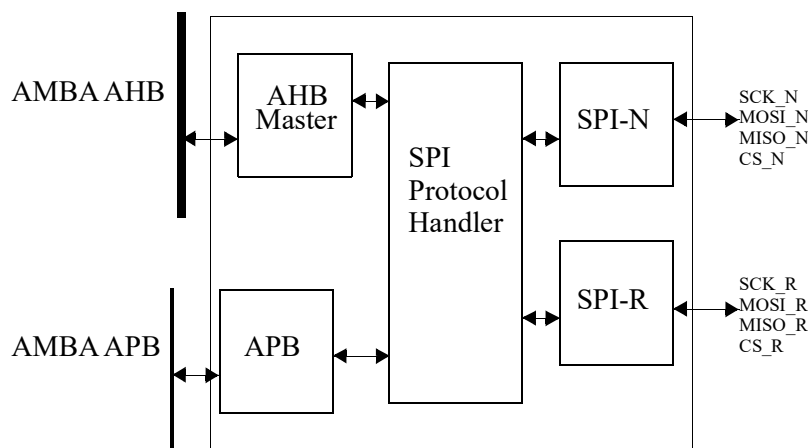 AMBA AHB
AHB
Master
SPI
Protocol
Handler
SPI-N
SCK_N
MOSI_N
MISO_N
CS_N
AMBA APB
APB
SPI-R
SCK_R
MOSI_R
MISO_R
CS_R